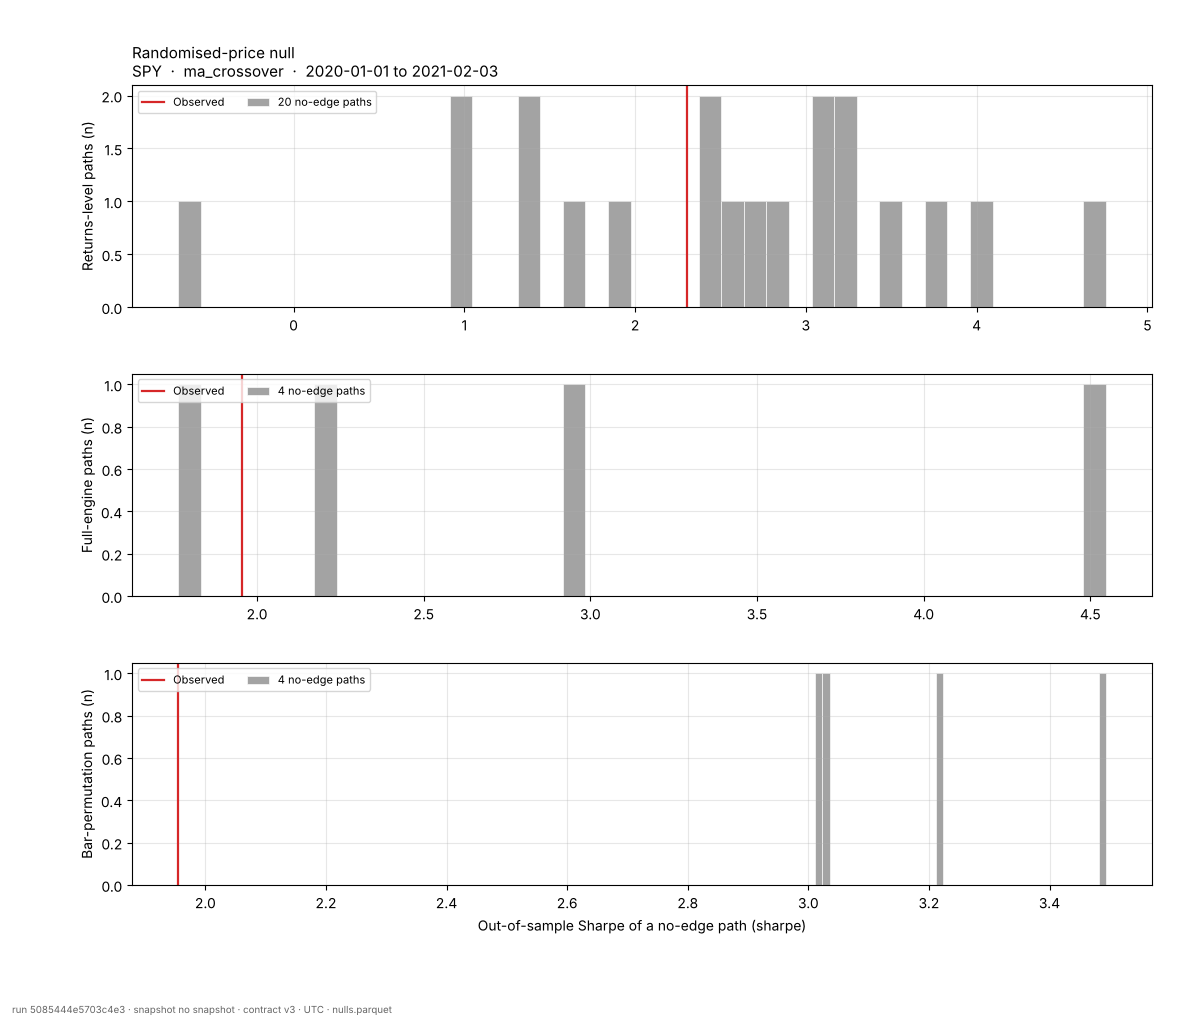 Randomised-price null
SPY · ma_crossover · 2020-01-01 to 2021-02-03
Observed 20 no-edge paths
Returns-level paths (n)
2.0
1.5
1.0
0.5
0.0
0 1 2 3 4 5
Observed 4 no-edge paths
Full-engine paths (n)
1.0
0.8
0.6
0.4
0.2
0.0
2.0 2.5 3.0 3.5 4.0 4.5
Observed 4 no-edge paths
Bar-permutation paths (n)
1.0
0.8
0.6
0.4
0.2
0.0
2.0 2.2 2.4 2.6 2.8 3.0 3.2 3.4
Out-of-sample Sharpe of a no-edge path (sharpe)
run 5085444e5703c4e3 · snapshot no snapshot · contract v3 · UTC · nulls.parquet